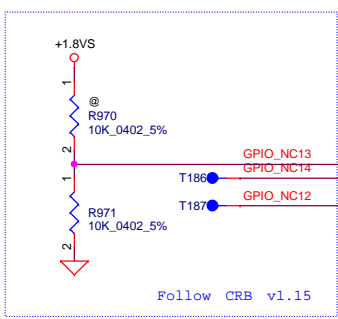 +1.8VS
1
@
R970
10K_0402_5%
2
GPIO_NC13
1
T186
GPIO_NC14
T187
GPIO_NC12
R971
10K_0402_5%
2
Follow CRB v1.15